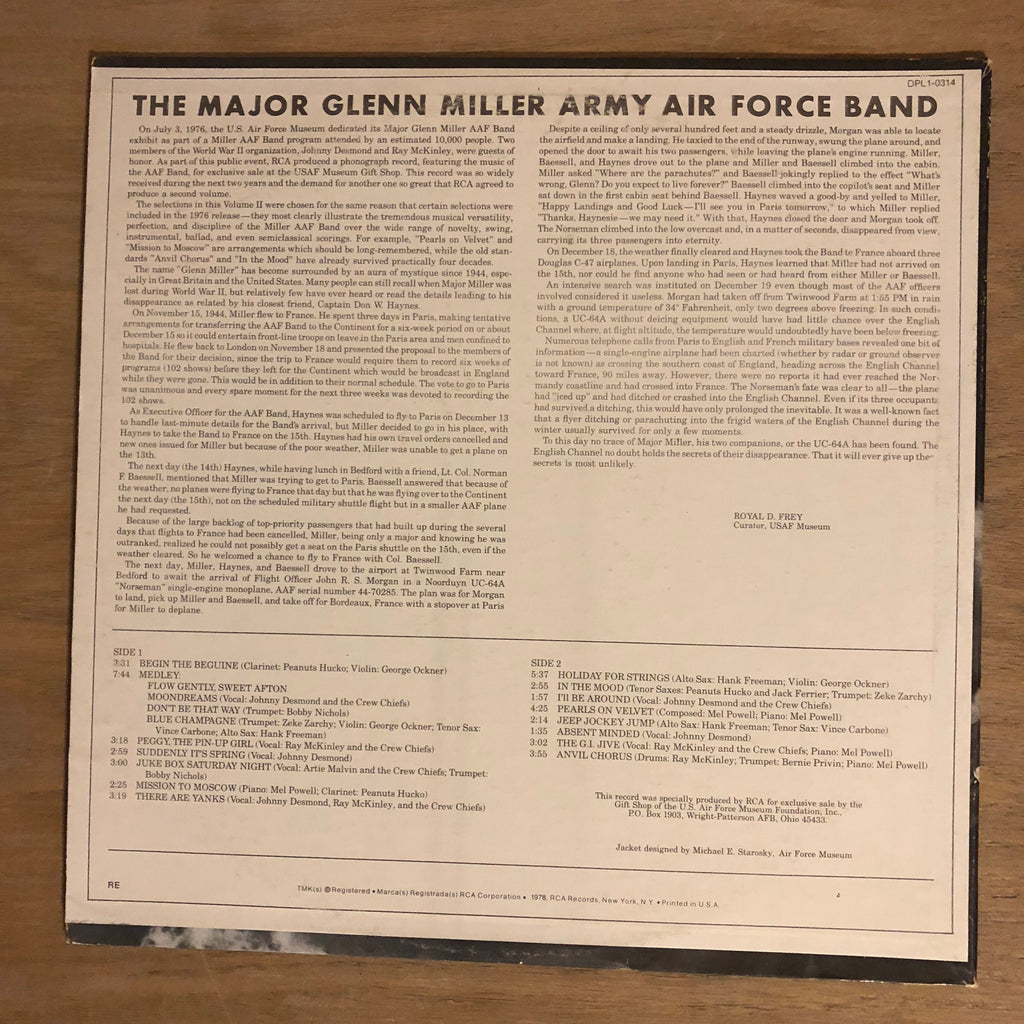 DPL1-0314
THE MAJOR GLENN MILLER ARMY AIR FORCE BAND
On July 3, 1976, the U.S. Air Force Museum dedicated its Major Glenn Miller AAF Band
exhibit as part of a Miller AAF Band program attended by an estimated 10,000 people. Two
members of the World War II organization, Johnny Desmond and Ray McKinley, were guests of
honor. As part of this public event, RCA produced a phonograph record, featuring the music of
the AAF Band, for exclusive sale at the USAF Museum Gift Shop. This record was so widely
received during the next two years and the demand for another one so great that RCA agreed to
produce a second volume.
The selections in this Volume II were chosen for the same reason that certain selections were
included in the 1976 release—they most clearly illustrate the tremendous musical versatility,
perfection, and discipline of the Miller AAF Band over the wide range of novelty, swing,
instrumental, ballad, and even semiclassical scorings. For example, "Pearls on Velvet" and
"Mission to Moscow" are arrangements which should be long-remembered, while the old stan-
dards "Anvil Chorus" and "In the Mood" have already survived practically four decades.
The name "Glenn Miller" has become surrounded by an aura of mystique since 1944, espe-
cially in Great Britain and the United States. Many people can still recall when Major Miller was
lost during World War II, but relatively few have ever heard or read the details leading to his
disappearance as related by his closest friend, Captain Don W. Haynes.
On November 15, 1944, Miller flew to France. He spent three days in Paris, making tentative
arrangements for transferring the AAF Band to the Continent for a six-week period on or about
December 15 so it could entertain front-line troops on leave in the Paris area and men confined to
hospitals. He flew back to London on November 18 and presented the proposal to the members of
the Band for their decision, since the trip to France would require them to record six weeks of
programs (102 shows) before they left for the Continent which would be broadcast in England
while they were gone. This would be in addition to their normal schedule. The vote to go to Paris
was unanimous and every spare moment for the next three weeks was devoted to recording the
102 shows.
As Executive Officer for the AAF Band, Haynes was scheduled to fly to Paris on December 13
to handle last-minute details for the Band's arrival, but Miller decided to go in his place, with
Haynes to take the Band to France on the 15th. Haynes had his own travel orders cancelled and
new ones issued for Miller but because of the poor weather, Miller was unable to get a plane on
the 13th.
The next day (the 14th) Haynes, while having lunch in Bedford with a friend, Lt. Col. Norman
F. Baessell, mentioned that Miller was trying to get to Paris. Baessell answered that because of
the weather, no planes were flying to France that day but that he was flying over to the Continent
the next day (the 15th), not on the scheduled military shuttle flight but in a smaller AAF plane
he had requested.
Because of the large backlog of top-priority passengers that had built up during the several
days that flights to France had been cancelled, Miller, being only a major and knowing he was
outranked, realized he could not possibly get a seat on the Paris shuttle on the 15th, even if the
weather cleared. So he welcomed a chance to fly to France with Col. Baessell.
The next day, Miller, Haynes, and Baessell drove to the airport at Twinwood Farm near
Bedford to await the arrival of Flight Officer John R. S. Morgan in a Noorduyn UC-64A
"Norseman" single-engine monoplane, AAF serial number 44-70285. The plan was for Morgan
to land, pick up Miller and Baessell, and take off for Bordeaux, France with a stopover at Paris
for Miller to deplane.
Despite a ceiling of only several hundred feet and a steady drizzle, Morgan was able to locate
the airfield and make a landing. He taxied to the end of the runway, swung the plane around, and
opened the door to await his two passengers, while leaving the plane's engine running. Miller,
Baessell, and Haynes drove out to the plane and Miller and Baessell climbed into the cabin.
Miller asked "Where are the parachutes?" and Baessell jokingly replied to the effect "What's
wrong, Glenn? Do you expect to live forever?" Baessell climbed into the copilot's seat and Miller
sat down in the first cabin seat behind Baessell. Haynes waved a good-by and yelled to Miller,
"Happy Landings and Good Luck—I'll see you in Paris tomorrow," to which Miller replied
"Thanks, Haynesie—we may need it." With that, Haynes closed the door and Morgan took off.
The Norseman climbed into the low overcast and, in a matter of seconds, disappeared from view,
carrying its three passengers into eternity.
On December 18, the weather finally cleared and Haynes took the Band to France aboard three
Douglas C-47 airplanes. Upon landing in Paris, Haynes learned that Miller had not arrived on
the 15th, nor could he find anyone who had seen or had heard from either Miller or Baessell.
An intensive search was instituted on December 19 even though most of the AAF officers
involved considered it useless. Morgan had taken off from Twinwood Farm at 1:55 PM in rain
with a ground temperature of 34° Fahrenheit, only two degrees above freezing. In such condi-
tions, a UC-64A without deicing equipment would have had little chance over the English
Channel where, at flight altitude, the temperature would undoubtedly have been below freezing.
Numerous telephone calls from Paris to English and French military bases revealed one bit of
information—a single-engine airplane had been charted (whether by radar or ground observer
is not known) as crossing the southern coast of England, heading across the English Channel
toward France, 90 miles away. However, there were no reports it had ever reached the Nor-
mandy coastline and had crossed into France. The Norseman's fate was clear to all—the plane
had "iced up" and had ditched or crashed into the English Channel. Even if its three occupants
had survived a ditching, this would have only prolonged the inevitable. It was a well-known fact
that a flyer ditching or parachuting into the frigid waters of the English Channel during the
winter usually survived for only a few moments.
To this day no trace of Major Miller, his two companions, or the UC-64A has been found. The
English Channel no doubt holds the secrets of their disappearance. That it will ever give up the
secrets is most unlikely.
ROYAL D. FREY
Curator, USAF Museum
SIDE 1
3:31 BEGIN THE BEGUINE (Clarinet: Peanuts Hucko; Violin: George Ockner)
7:44 MEDLEY:
FLOW GENTLY, SWEET AFTON
MOONDREAMS (Vocal: Johnny Desmond and the Crew Chiefs)
DON'T BE THAT WAY (Trumpet: Bobby Nichols)
BLUE CHAMPAGNE (Trumpet: Zeke Zarchy; Violin: George Ockner; Tenor Sax:
Vince Carbone; Alto Sax: Hank Freeman)
3:18 PEGGY, THE PIN-UP GIRL (Vocal: Ray McKinley and the Crew Chiefs)
2:59 SUDDENLY IT'S SPRING (Vocal: Johnny Desmond)
3:00 JUKE BOX SATURDAY NIGHT (Vocal: Artie Malvin and the Crew Chiefs; Trumpet:
Bobby Nichols)
2:25 MISSION TO MOSCOW (Piano: Mel Powell; Clarinet: Peanuts Hucko)
3:19 THERE ARE YANKS (Vocal: Johnny Desmond, Ray McKinley, and the Crew Chiefs)
SIDE 2
5:37 HOLIDAY FOR STRINGS (Alto Sax: Hank Freeman; Violin: George Ockner)
2:55 IN THE MOOD (Tenor Saxes: Peanuts Hucko and Jack Ferrier; Trumpet: Zeke Zarchy)
1:57 I'LL BE AROUND (Vocal: Johnny Desmond and the Crew Chiefs)
4:25 PEARLS ON VELVET (Composed: Mel Powell; Piano: Mel Powell)
2:14 JEEP JOCKEY JUMP (Alto Sax: Hank Freeman; Tenor Sax: Vince Carbone)
1:35 ABSENT MINDED (Vocal: Johnny Desmond)
3:02 THE G.I. JIVE (Vocal: Ray McKinley and the Crew Chiefs; Piano: Mel Powell)
3:55 ANVIL CHORUS (Drums: Ray McKinley; Trumpet: Bernie Privin; Piano: Mel Powell)
This record was specially produced by RCA for exclusive sale by the
Gift Shop of the U.S. Air Force Museum Foundation, Inc.,
P.O. Box 1903, Wright-Patterson AFB, Ohio 45433.
Jacket designed by Michael E. Starosky, Air Force Museum
RE
TMK(s) ® Registered • Marca(s) Registrada(s) RCA Corporation • 1978, RCA Records, New York, N.Y. • Printed in U.S.A.
2